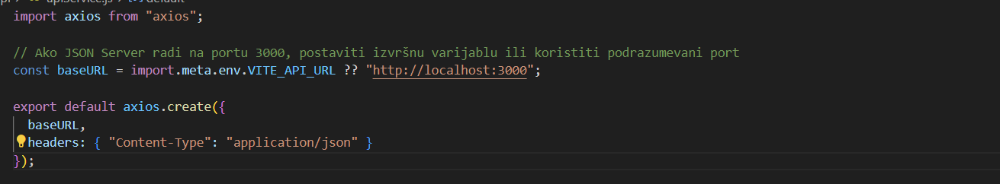 apiService.js > default
import axios from "axios";
// Ako JSON Server radi na portu 3000, postaviti izvršnu varijablu ili koristiti podrazumevani port
const baseURL = import.meta.env.VITE_API_URL ?? "http://localhost:3000";
export default axios.create({
baseURL,
headers: { "Content-Type": "application/json" }
});